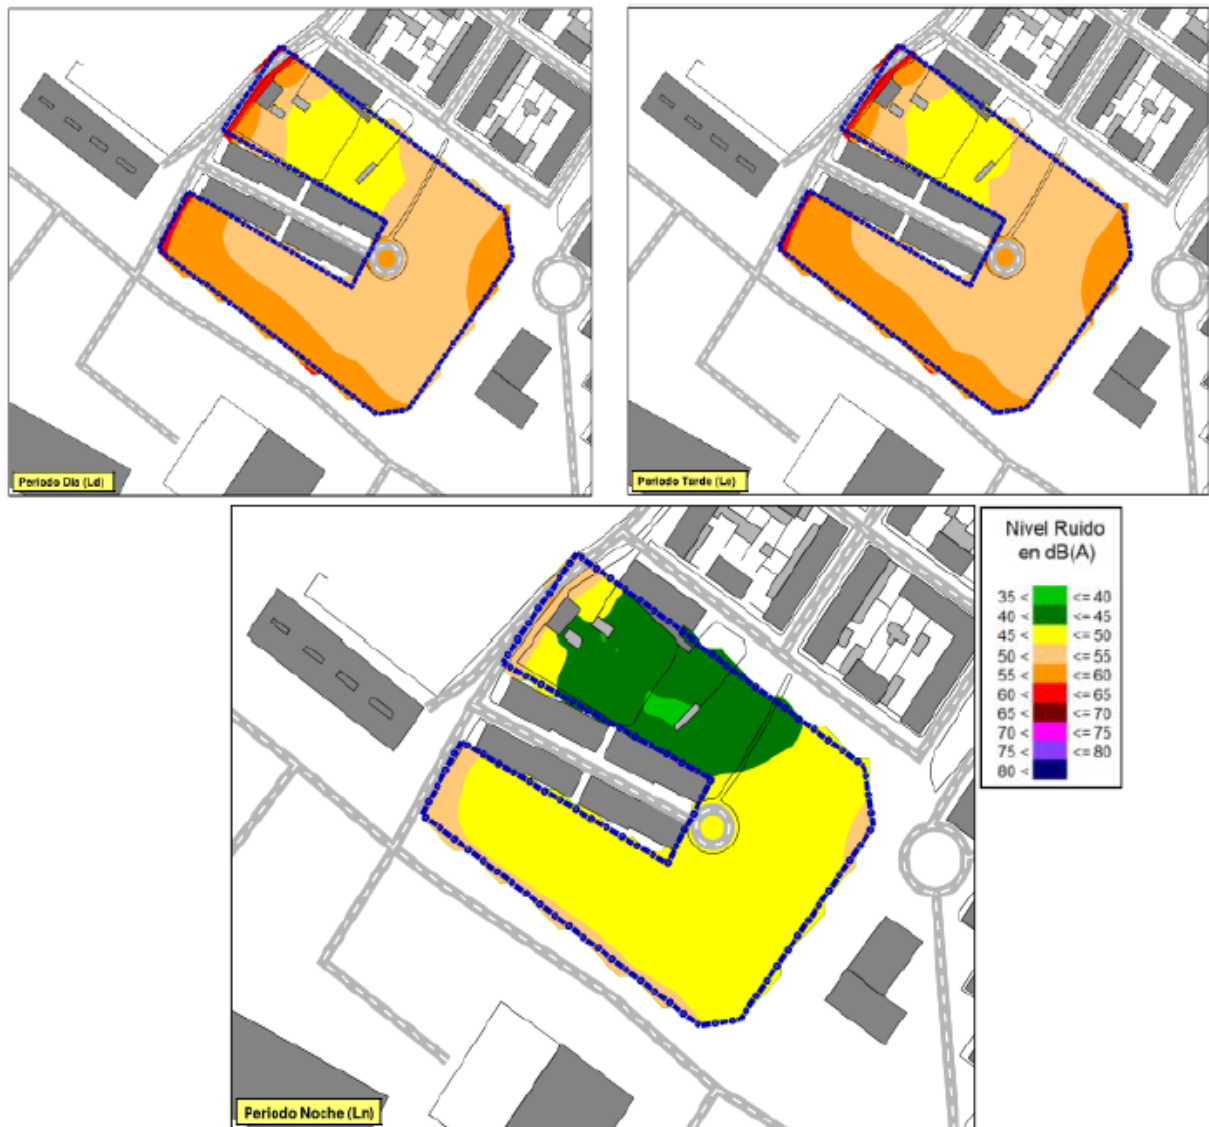 Periodo Dia (Ld)
Periodo Tarde (Le)
Nivel Ruido
en dB(A)
35 < <= 40
40 < <= 45
45 < <= 50
50 < <= 55
55 < <= 60
60 < <= 65
65 < <= 70
70 < <= 75
75 < <= 80
80 <
Periodo Noche (Ln)